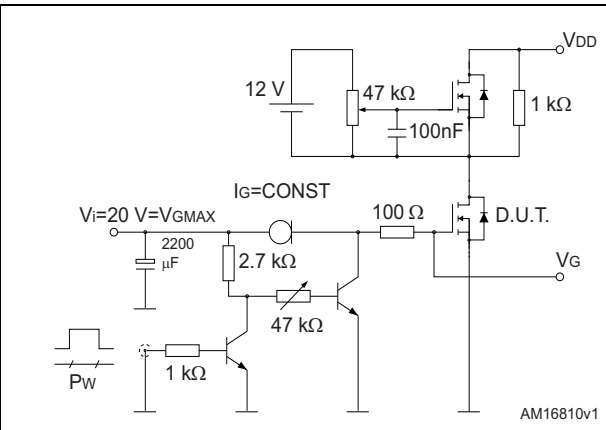 VDD
12 V
47 kΩ
1 kΩ
100nF
IG=CONST
Vi=20 V=VGMAX
100 Ω
D.U.T.
2200
μF
2.7 kΩ
VG
47 kΩ
1 kΩ
PW
AM16810v1